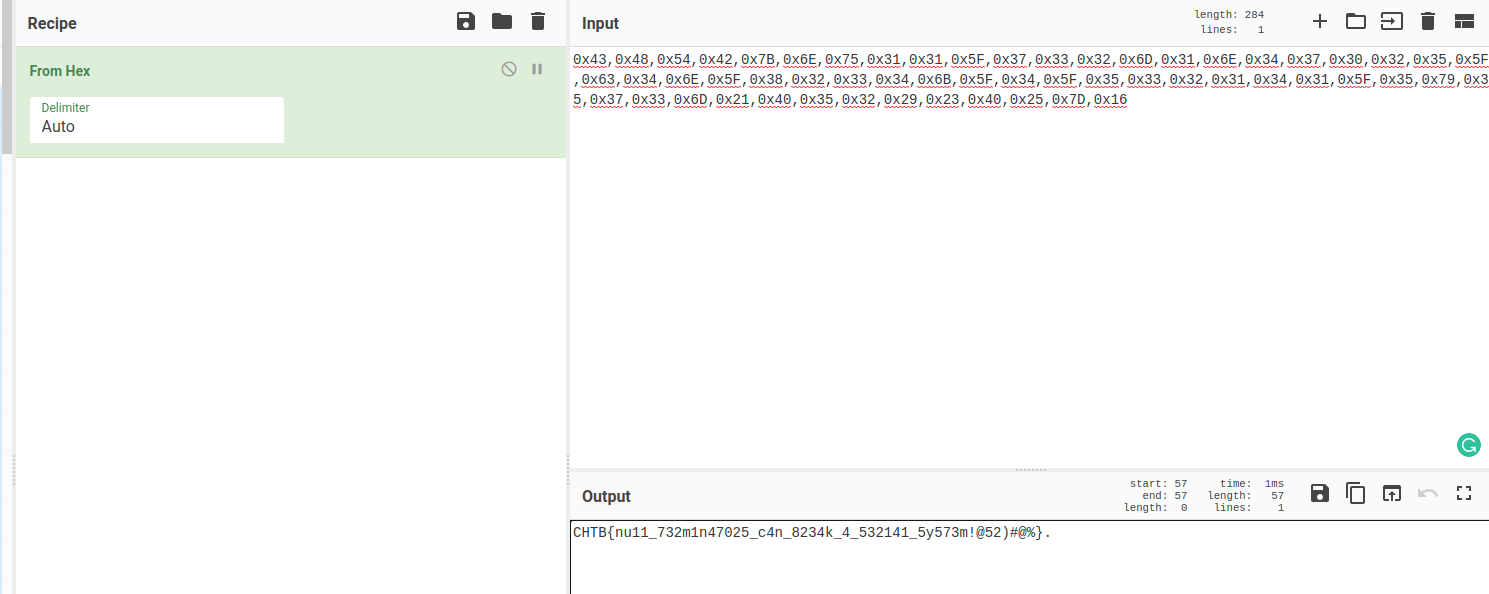 Recipe
From Hex
Delimiter
Auto
Input
length: 284
lines: 1
0x43,0x48,0x54,0x42,0x7B,0x6E,0x75,0x31,0x31,0x5F,0x37,0x33,0x32,0x6D,0x31,0x6E,0x34,0x37,0x30,0x32,0x35,0x5F
,0x63,0x34,0x6E,0x5F,0x38,0x32,0x33,0x34,0x6B,0x5F,0x34,0x5F,0x35,0x33,0x32,0x31,0x34,0x31,0x5F,0x35,0x79,0x3
5,0x37,0x33,0x6D,0x21,0x40,0x35,0x32,0x29,0x23,0x40,0x25,0x7D,0x16
Output
start: 57 time: 1ms
end: 57 length: 57
length: 0 lines: 1
CHTB{nu11_732m1n47025_c4n_8234k_4_532141_5y573m!@52)#@%}.